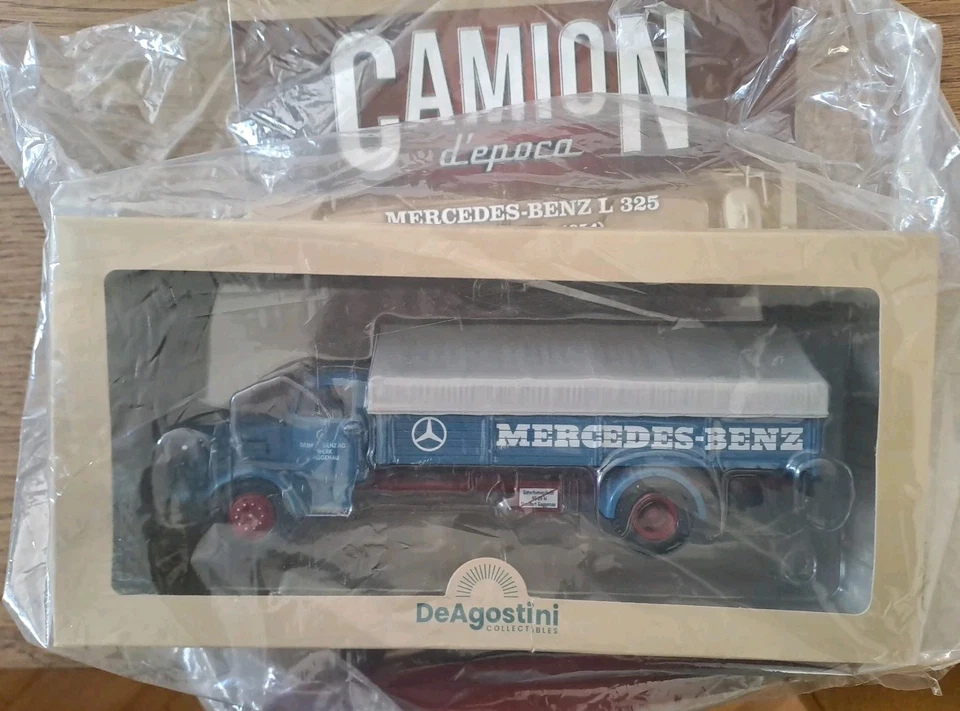 CAMION
d'epoca
MERCEDES-BENZ L 325
MERCEDES-BENZ
DeAgostini
COLLECTIBLES